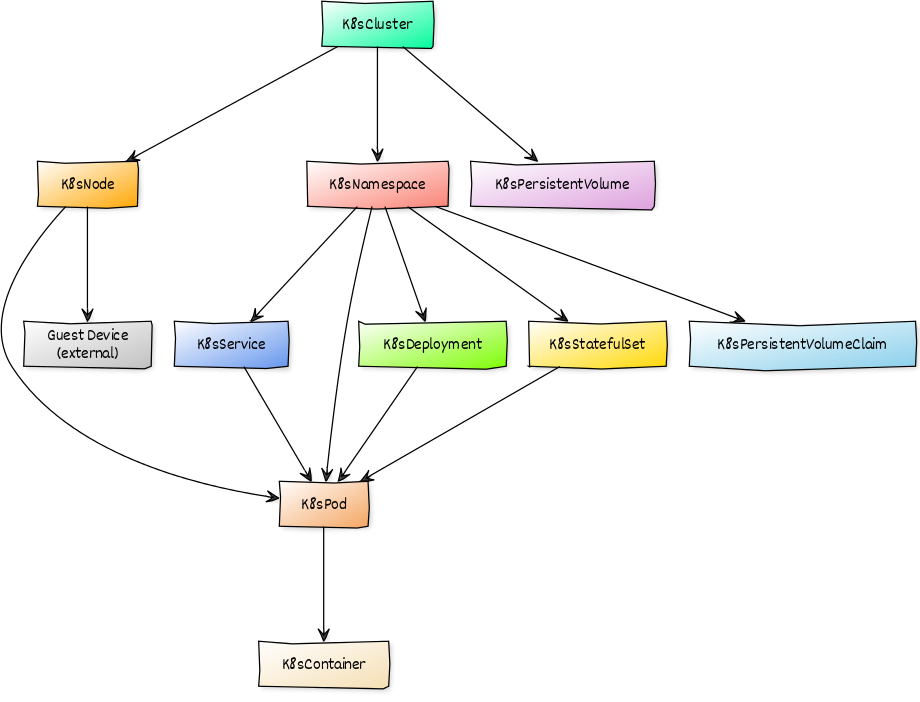 K8sCluster
K8sNode
K8sNamespace
K8sPersistentVolume
Guest Device
(external)
K8sService
K8sDeployment
K8sStatefulSet
K8sPersistentVolumeClaim
K8sPod
K8sContainer